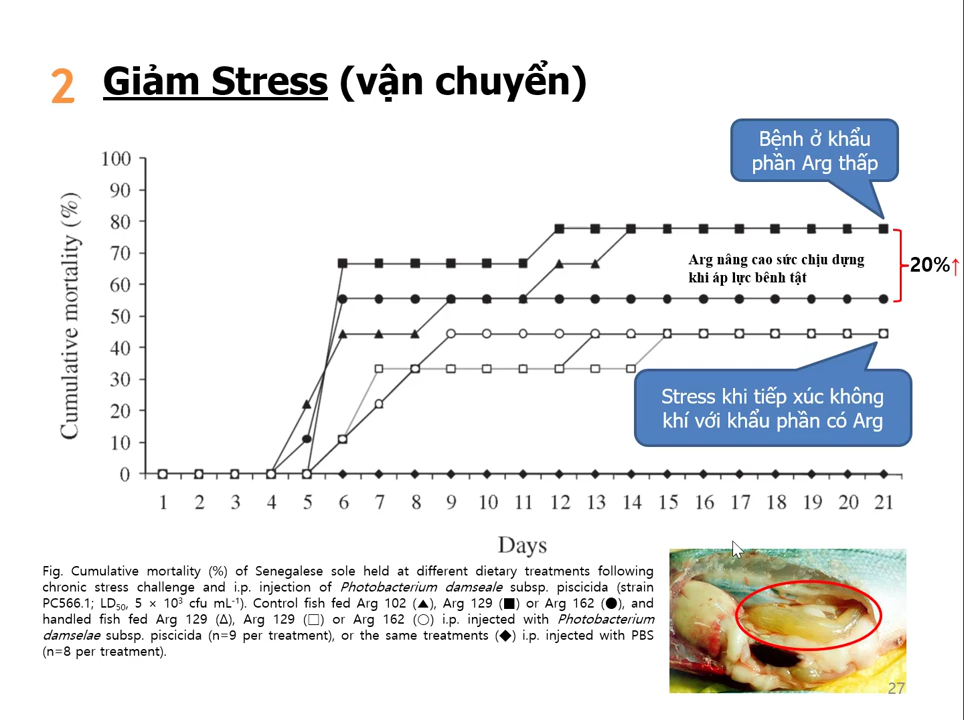 2 Giảm Stress (vận chuyển)
Bệnh ở khẩu
phần Arg thấp
Cumulative mortality (%)
100
90
80
70
60
50
40
30
20
10
0
Arg nâng cao sức chịu dựng
khi áp lực bênh tật
20%↑
Stress khi tiếp xúc không
khí với khẩu phần có Arg
1 2 3 4 5 6 7 8 9 10 11 12 13 14 15 16 17 18 19 20 21
Days
Fig. Cumulative mortality (%) of Senegalese sole held at different dietary treatments following
chronic stress challenge and i.p. injection of Photobacterium damseale subsp. piscicida (strain
PC566.1; LD₅₀, 5 × 10³ cfu mL⁻¹). Control fish fed Arg 102 (▲), Arg 129 (■) or Arg 162 (●), and
handled fish fed Arg 129 (Δ), Arg 129 (□) or Arg 162 (○) i.p. injected with Photobacterium
damselae subsp. piscicida (n=9 per treatment), or the same treatments (◆) i.p. injected with PBS
(n=8 per treatment).
27